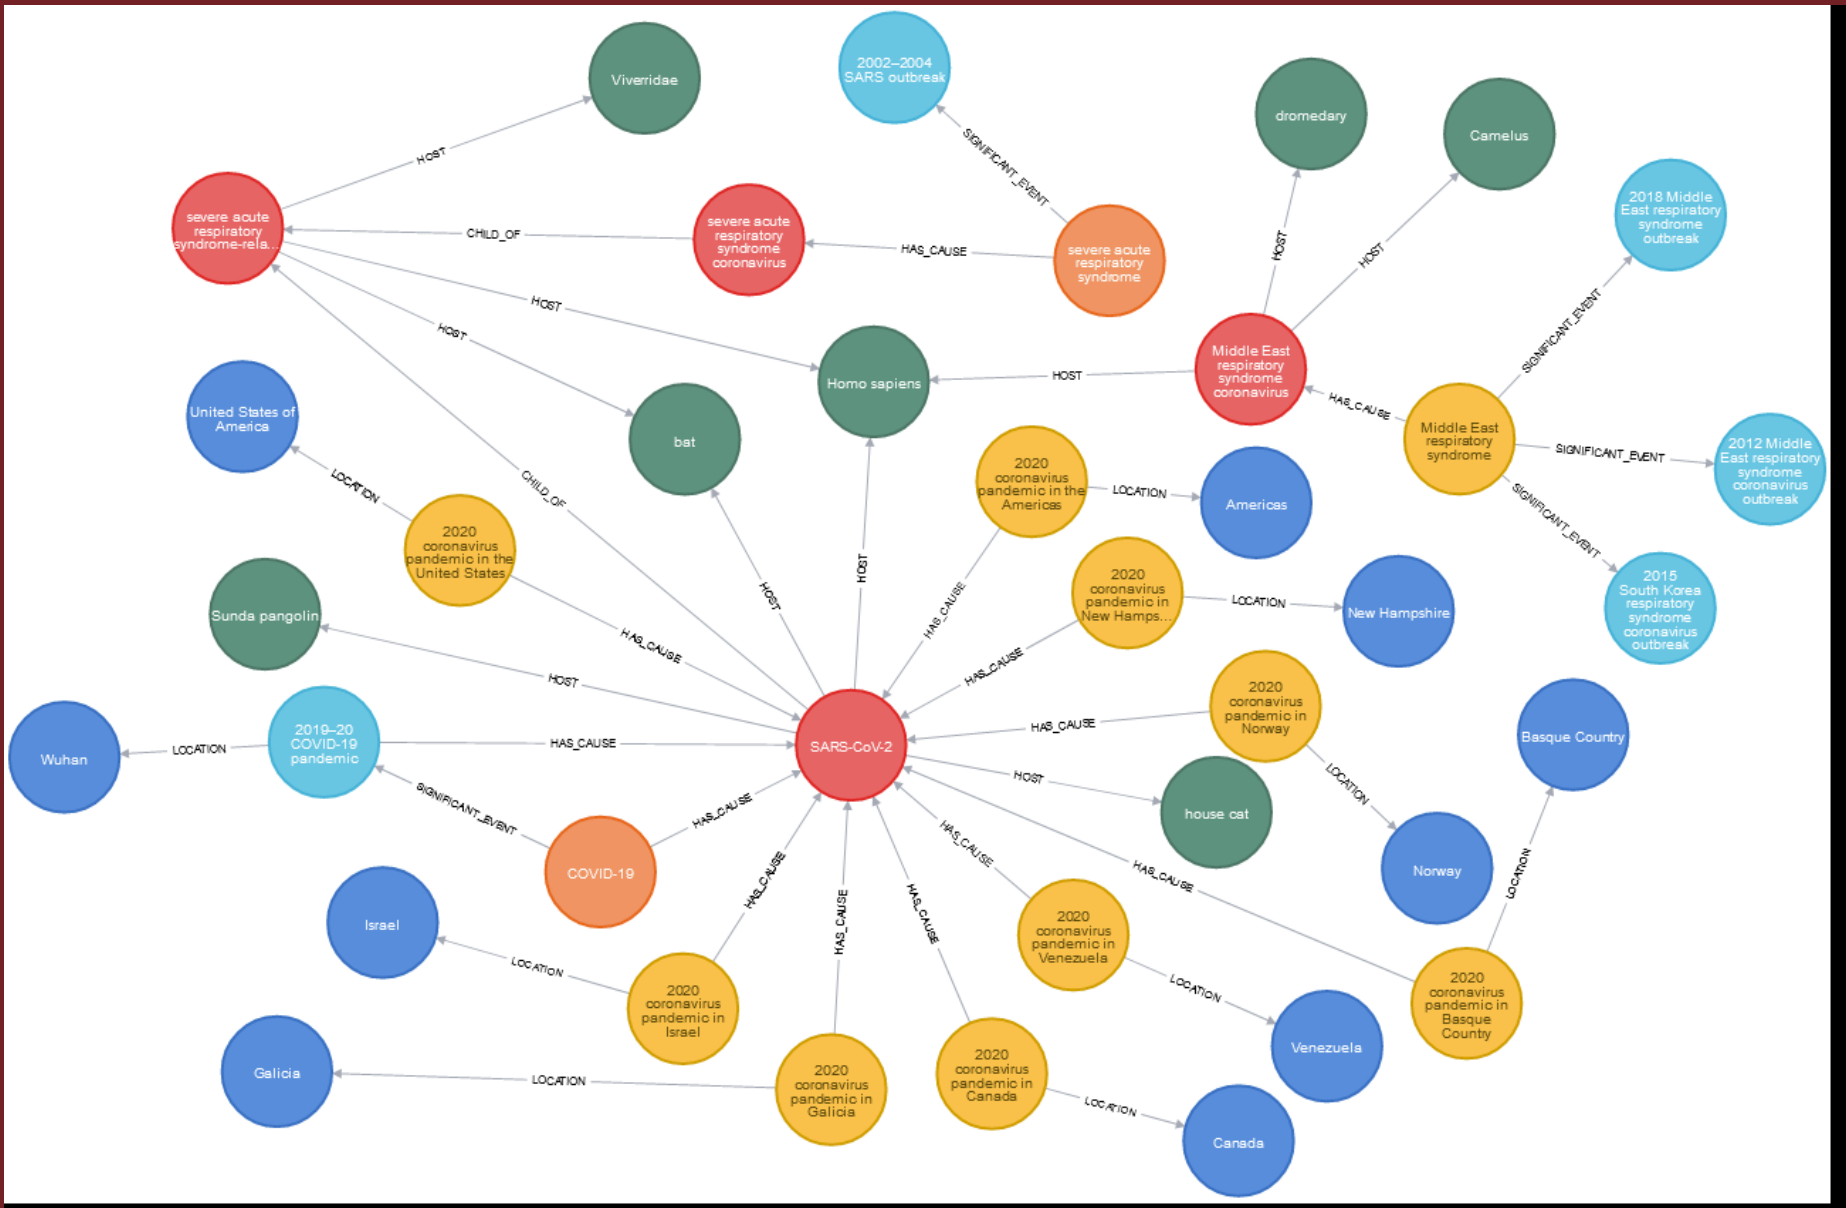 Viverridae
2002–2004
SARS outbreak
dromedary
Camelus
HOST
SIGNIFICANT_EVENT
severe acute
respiratory
syndrome-rela...
CHILD_OF
severe acute
respiratory
syndrome
coronavirus
HAS_CAUSE
severe acute
respiratory
syndrome
HOST
HOST
2018 Middle
East respiratory
syndrome
outbreak
HOST
HOST
SIGNIFICANT_EVENT
United States of
America
bat
Homo sapiens
HOST
Middle East
respiratory
syndrome
coronavirus
HAS_CAUSE
Middle East
respiratory
syndrome
SIGNIFICANT_EVENT
2012 Middle
East respiratory
syndrome
coronavirus
outbreak
LOCATION
CHILD_OF
2020
coronavirus
pandemic in the
Americas
LOCATION
Americas
SIGNIFICANT_EVENT
2020
coronavirus
pandemic in the
United States
HOST
HOST
HAS_CAUSE
2020
coronavirus
pandemic in
New Hamps...
LOCATION
New Hampshire
2015
South Korea
respiratory
syndrome
coronavirus
outbreak
Sunda pangolin
HAS_CAUSE
HOST
HAS_CAUSE
2020
coronavirus
pandemic in
Norway
HAS_CAUSE
Basque Country
Wuhan
LOCATION
2019–20
COVID-19
pandemic
HAS_CAUSE
SARS-CoV-2
HOST
house cat
LOCATION
SIGNIFICANT_EVENT
HAS_CAUSE
COVID-19
HAS_CAUSE
HAS_CAUSE
HAS_CAUSE
HAS_CAUSE
HAS_CAUSE
Norway
LOCATION
Israel
LOCATION
2020
coronavirus
pandemic in
Israel
2020
coronavirus
pandemic in
Venezuela
LOCATION
Venezuela
2020
coronavirus
pandemic in
Basque
Country
Galicia
LOCATION
2020
coronavirus
pandemic in
Galicia
2020
coronavirus
pandemic in
Canada
LOCATION
Canada